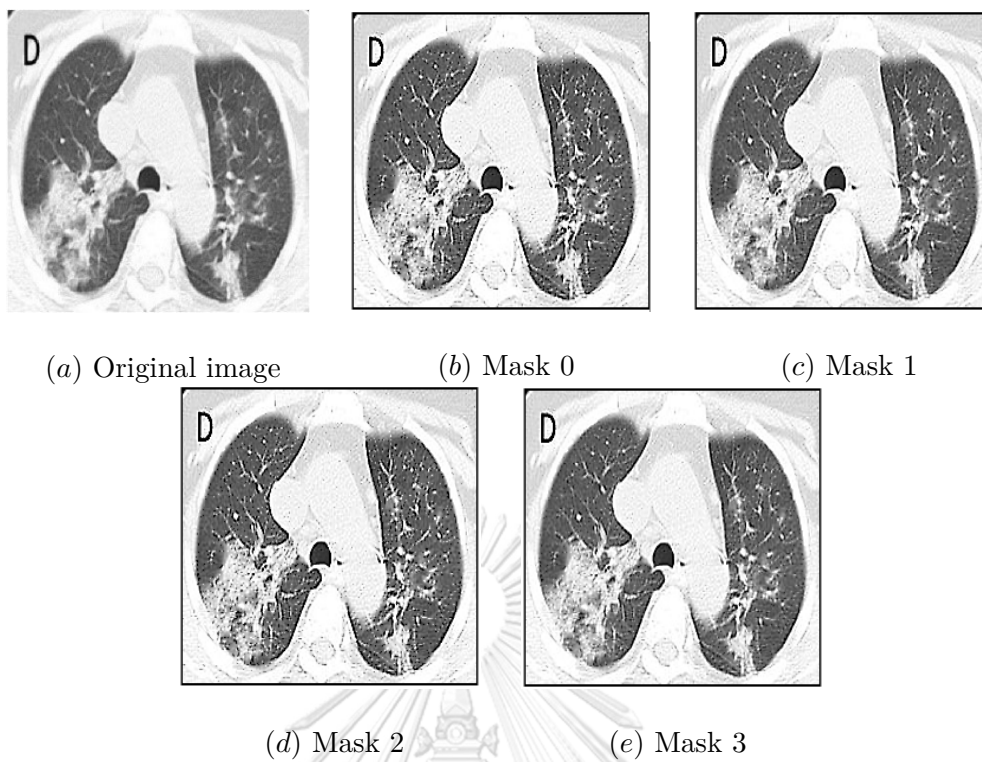 D
D
D
(a) Original image
(b) Mask 0
(c) Mask 1
D
D
(d) Mask 2
(e) Mask 3